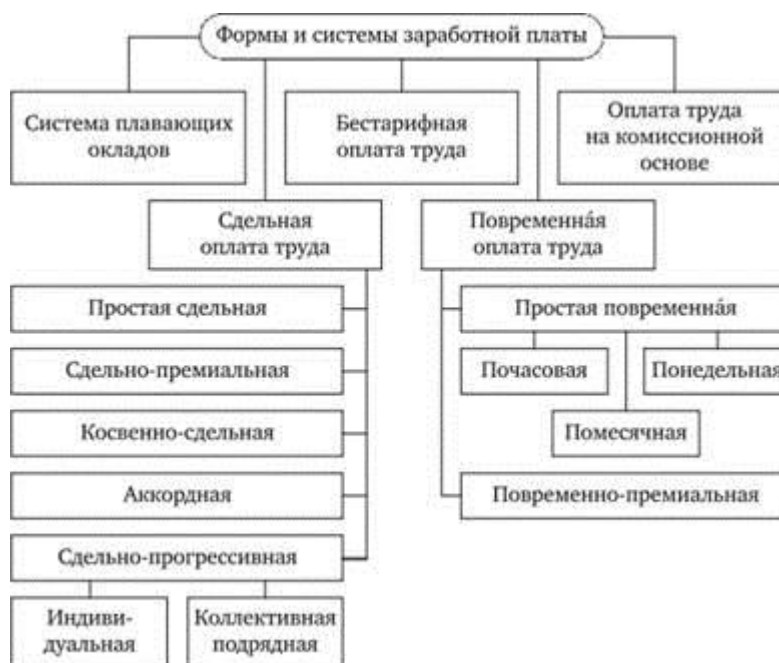 Формы и системы заработной платы
Система плавающих
окладов
Бестарифная
оплата труда
Оплата труда
на комиссионной
основе
Сдельная
оплата труда
Повременна́я
оплата труда
Простая сдельная
Сдельно-премиальная
Косвенно-сдельная
Аккордная
Сдельно-прогрессивная
Индиви-
дуальная
Коллективная
подрядная
Простая повременна́я
Почасовая
Понедельная
Помесячная
Повременно-премиальная